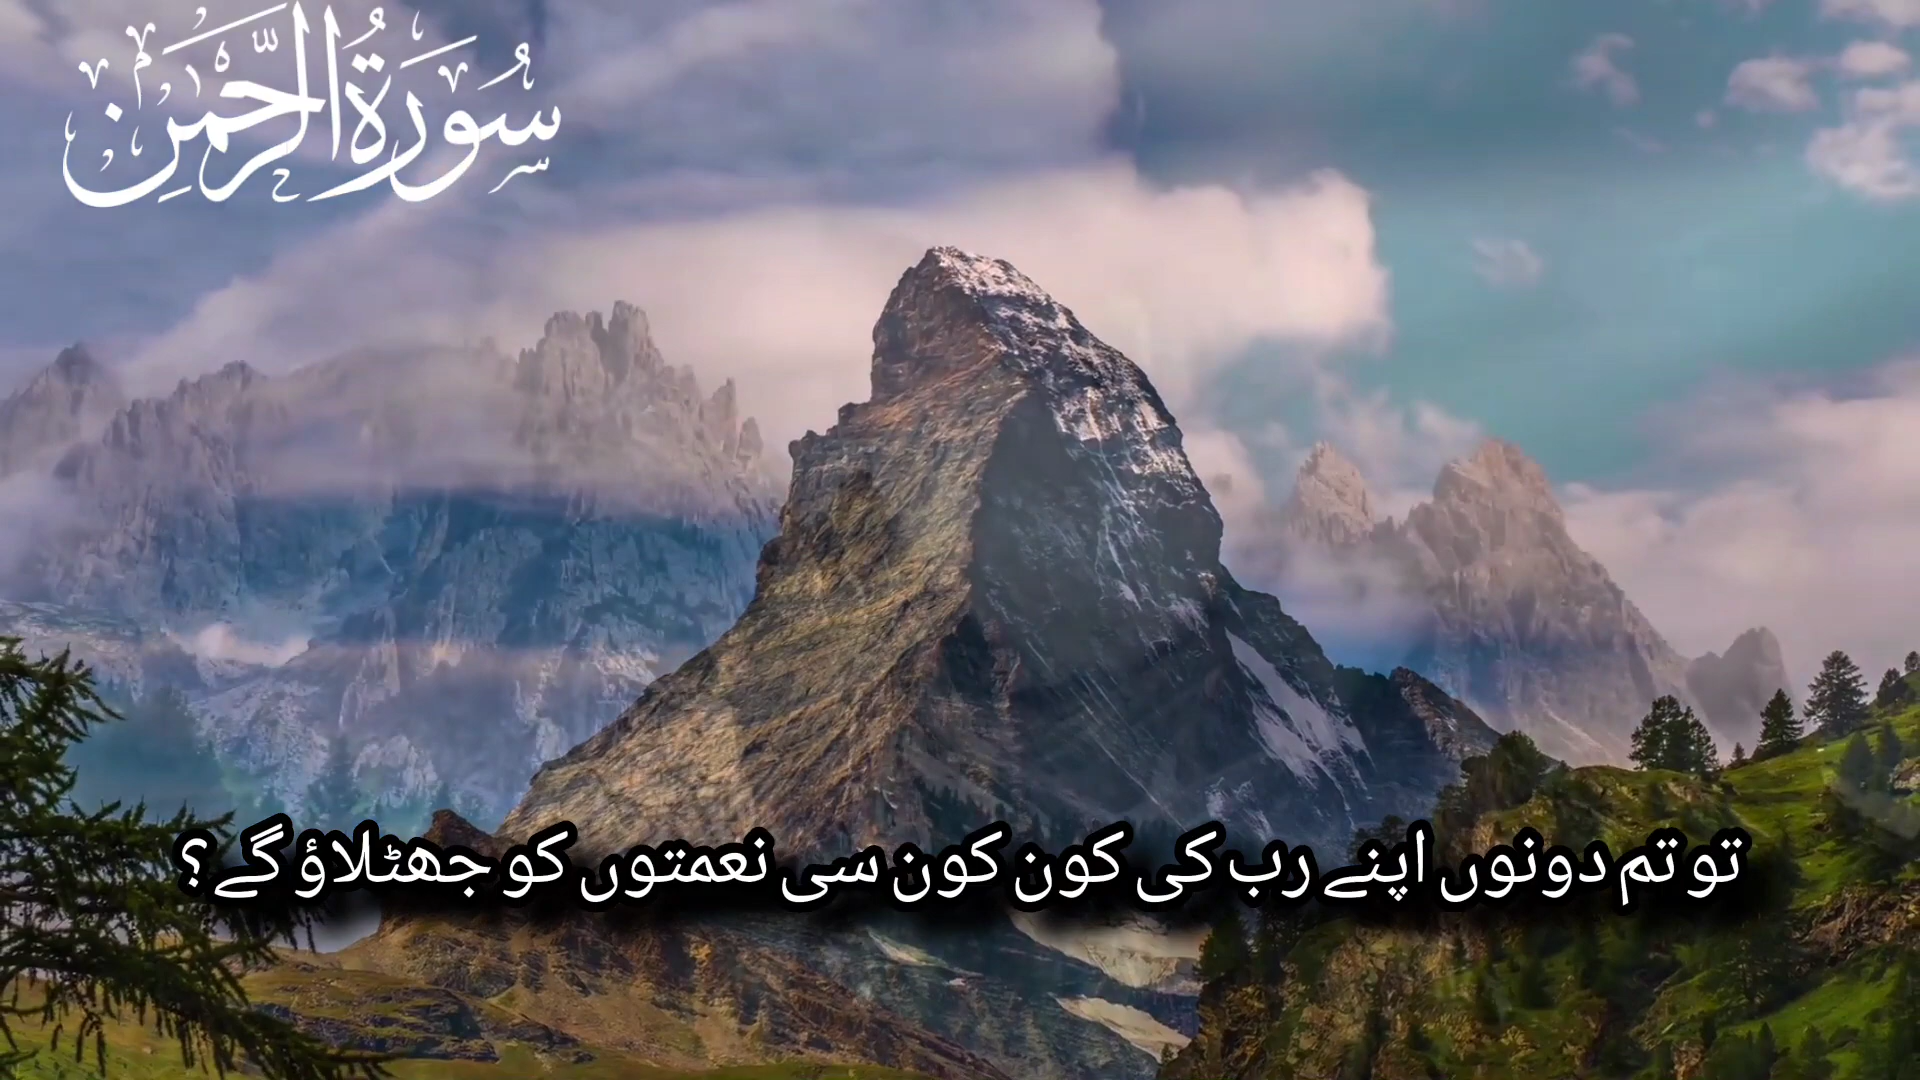 سُورَةُ الرَّحْمٰنِ
تو تم دونوں اپنے رب کی کون کون سی نعمتوں کو جھٹلاؤ گے؟